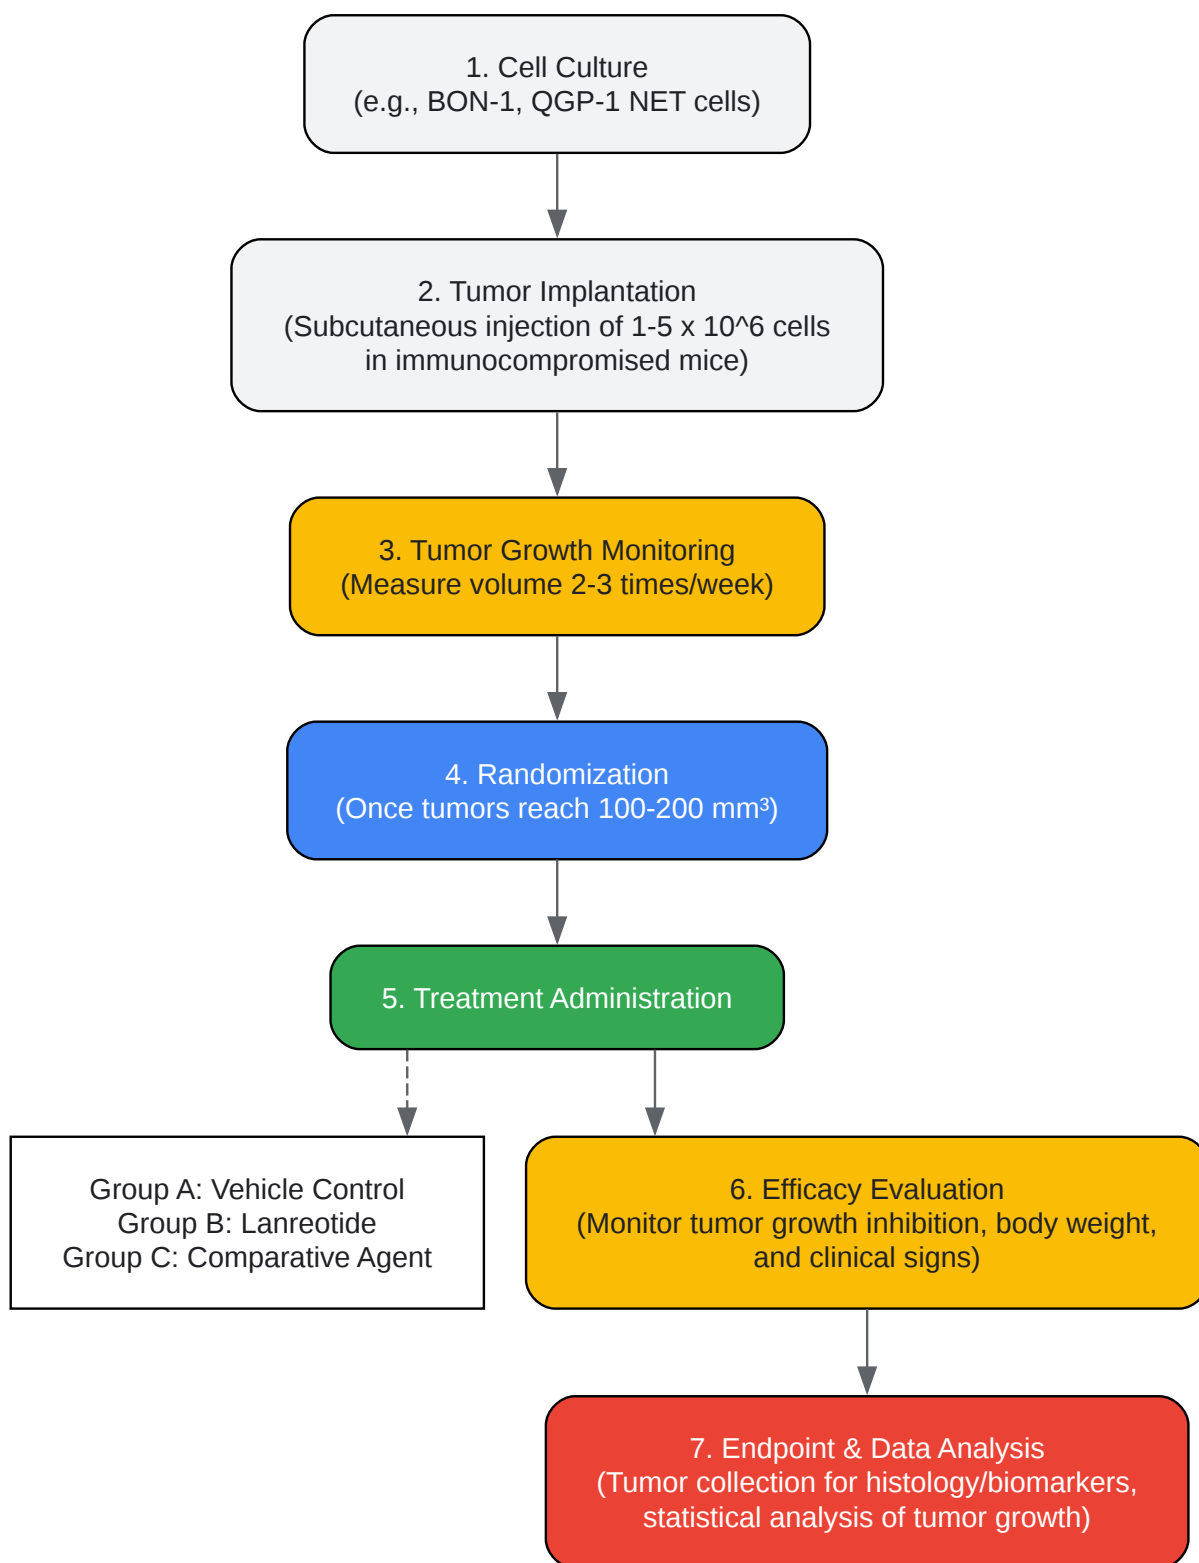 1. Cell Culture
(e.g., BON-1, QGP-1 NET cells)
2. Tumor Implantation
(Subcutaneous injection of 1-5 x 10^6 cells
in immunocompromised mice)
3. Tumor Growth Monitoring
(Measure volume 2-3 times/week)
4. Randomization
(Once tumors reach 100-200 mm³)
5. Treatment Administration
Group A: Vehicle Control
Group B: Lanreotide
Group C: Comparative Agent
6. Efficacy Evaluation
(Monitor tumor growth inhibition, body weight,
and clinical signs)
7. Endpoint & Data Analysis
(Tumor collection for histology/biomarkers,
statistical analysis of tumor growth)